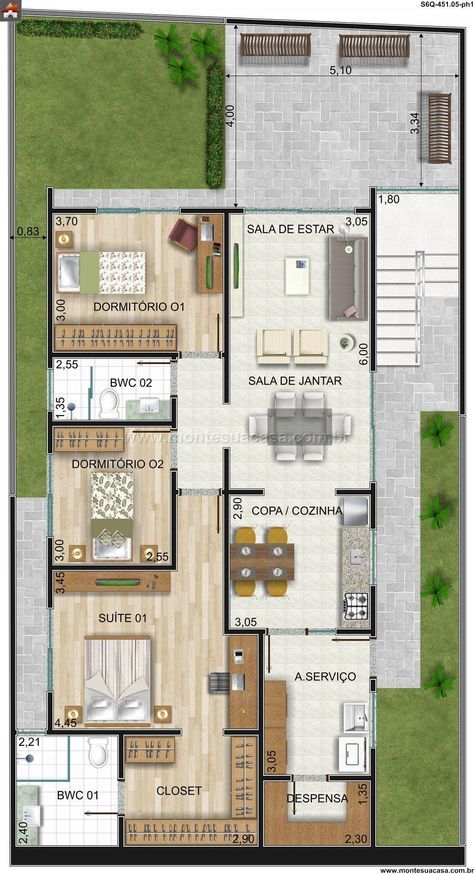 S6Q-451.05-ph1
5,10
4,00
3,34
1,80
0,83
3,70
3,05
SALA DE ESTAR
DORMITÓRIO O1
3,00
6,00
2,55
BWC 02
SALA DE JANTAR
1,35
www.montesuacasa.com.br
DORMITÓRIO O2
2,90
COPA / COZINHA
3,00
2,55
3,45
SUÍTE 01
3,05
A.SERVIÇO
4,45
2,21
3,05
BWC 01
CLOSET
DESPENSA
1,35
2,40
2,90
2,30
www.montesuacasa.com.br